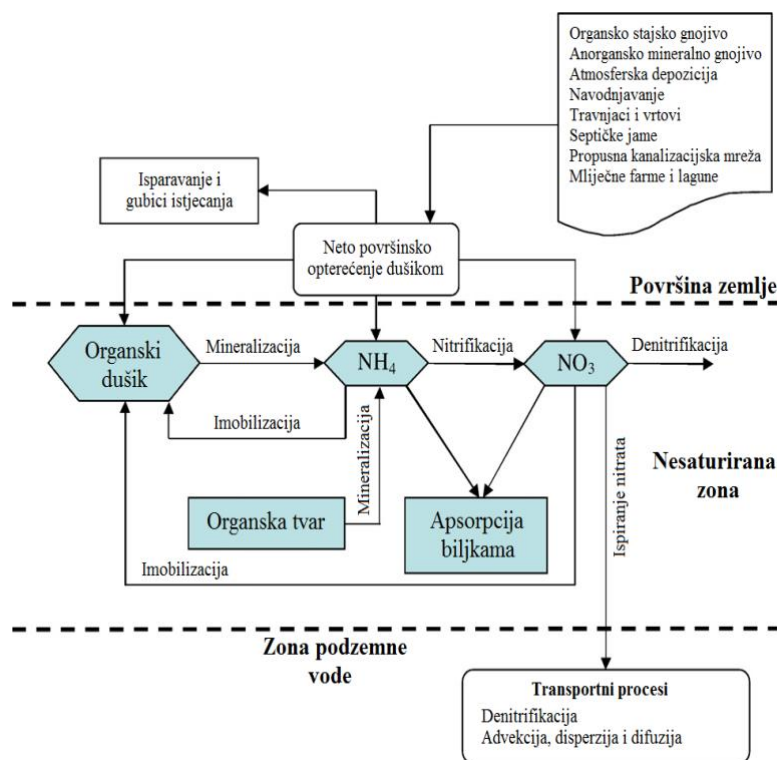 Organsko stajsko gnojivo
Anorgansko mineralno gnojivo
Atmosferska depozicija
Navodnjavanje
Travnjaci i vrtovi
Septičke jame
Propusna kanalizacijska mreža
Mliječne farme i lagune
Isparavanje i
gubici istjecanja
Neto površinsko
opterećenje dušikom
Površina zemlje
Organski
dušik
Mineralizacija
NH4
Nitrifikacija
NO3
Denitrifikacija
Imobilizacija
Mineralizacija
Organska tvar
Apsorpcija
biljkama
Ispiranje nitrata
Nesaturirana
zona
Imobilizacija
Zona podzemne
vode
Transportni procesi
Denitrifikacija
Advekcija, disperzija i difuzija